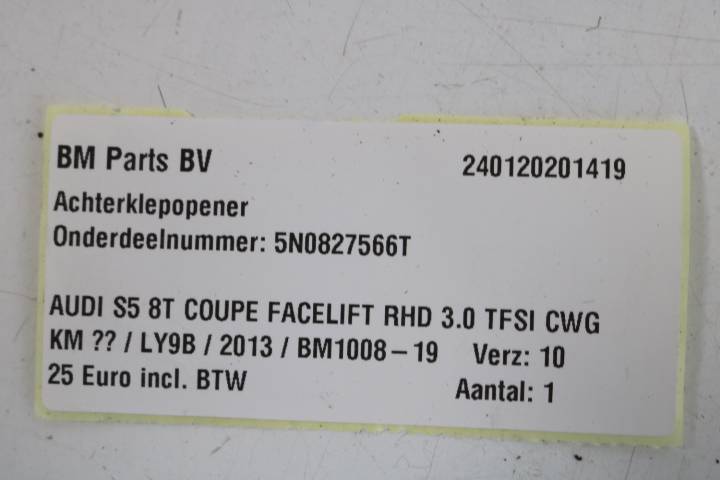 BM Parts BV 240120201419
Achterklepopener
Onderdeelnummer: 5N0827566T
AUDI S5 8T COUPE FACELIFT RHD 3.0 TFSI CWG
KM ?? / LY9B / 2013 / BM1008-19 Verz: 10
25 Euro incl. BTW Aantal: 1